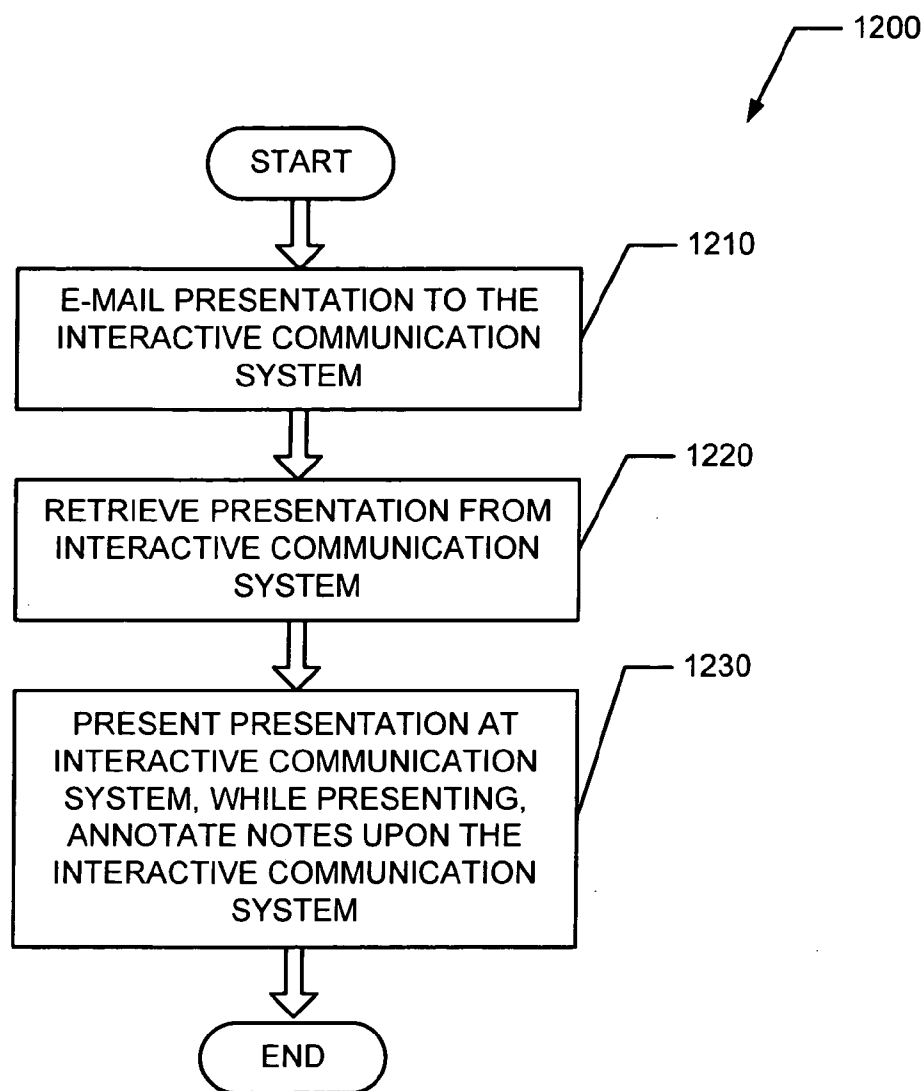 1200
START
1210
E-MAIL PRESENTATION TO THE
INTERACTIVE COMMUNICATION
SYSTEM
1220
RETRIEVE PRESENTATION FROM
INTERACTIVE COMMUNICATION
SYSTEM
1230
PRESENT PRESENTATION AT
INTERACTIVE COMMUNICATION
SYSTEM, WHILE PRESENTING,
ANNOTATE NOTES UPON THE
INTERACTIVE COMMUNICATION
SYSTEM
END